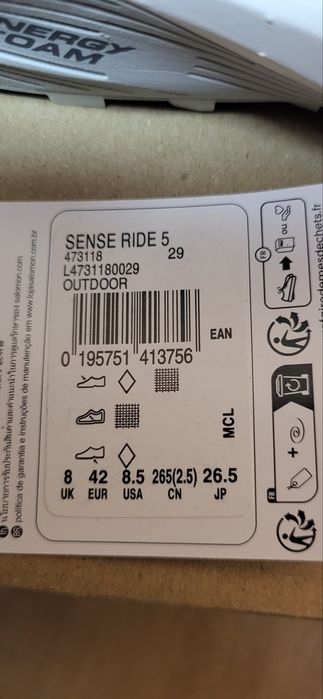 ENERGY
FOAM
SENSE RIDE 5
473118 29
L4731180029
OUTDOOR
EAN
0 195751 413756
MCL
8 42 8.5 265(2.5) 26.5
UK EUR USA CN JP
salomon.com
política de garantia e instruções de manutenção em www.lojasalomon.com.br
FR
ou
FR